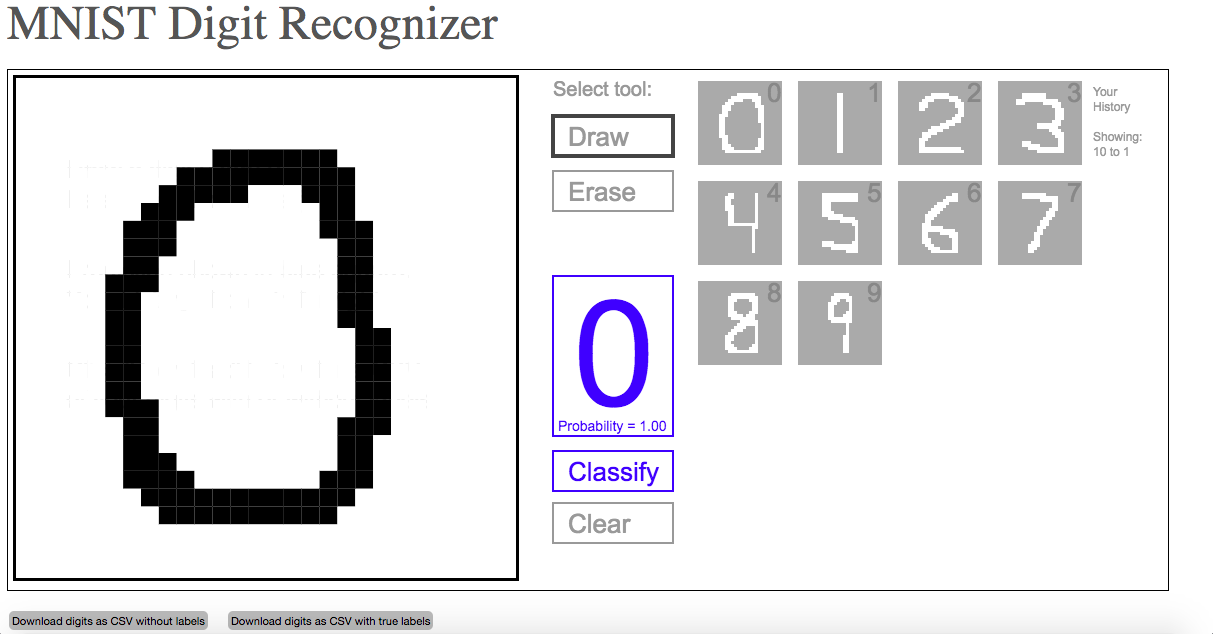 MNIST Digit Recognizer
Select tool:
Draw
Erase
0
Probability = 1.00
Classify
Clear
0 0 1 1 2 2 3 3
4 4 5 5 6 6 7 7
8 8 9 9
Your
History
Showing:
10 to 1
0
Download digits as CSV without labels
Download digits as CSV with true labels